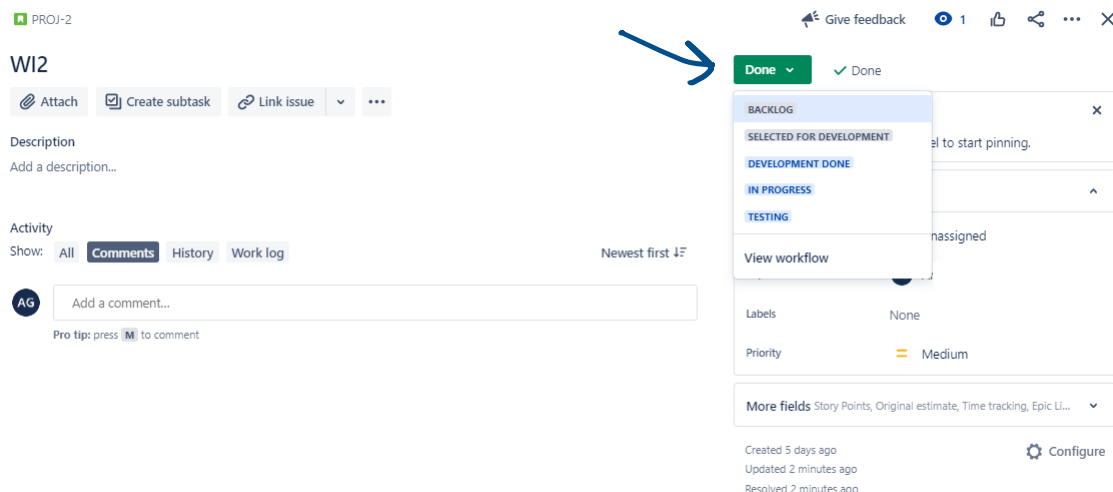 PROJ-2
Give feedback
1
WI2
Done
Done
Attach
Create subtask
Link issue
BACKLOG
SELECTED FOR DEVELOPMENT
DEVELOPMENT DONE
IN PROGRESS
TESTING
View workflow
to start pinning.
Description
Add a description...
Activity
Show: All Comments History Work log
Newest first
AG
Add a comment...
Pro tip: press M to comment
Labels
None
Priority
Medium
More fields Story Points, Original estimate, Time tracking, Epic Li...
Created 5 days ago
Updated 2 minutes ago
Resolved 2 minutes ago
Configure